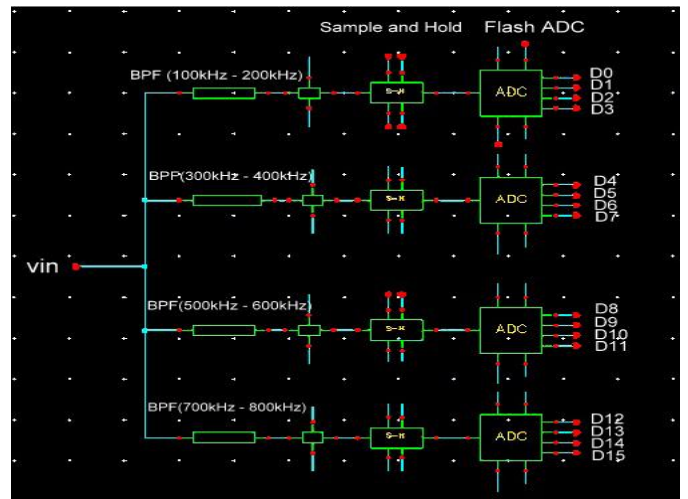 Sample and Hold Flash ADC
BPF (100kHz - 200kHz)
S-H
ADC
D0
D1
D2
D3
BPF(300kHz - 400kHz)
S-H
ADC
D4
D5
D6
D7
vin
BPF(500kHz - 600kHz)
S-H
ADC
D8
D9
D10
D11
BPF(700kHz - 800kHz)
S-H
ADC
D12
D13
D14
D15